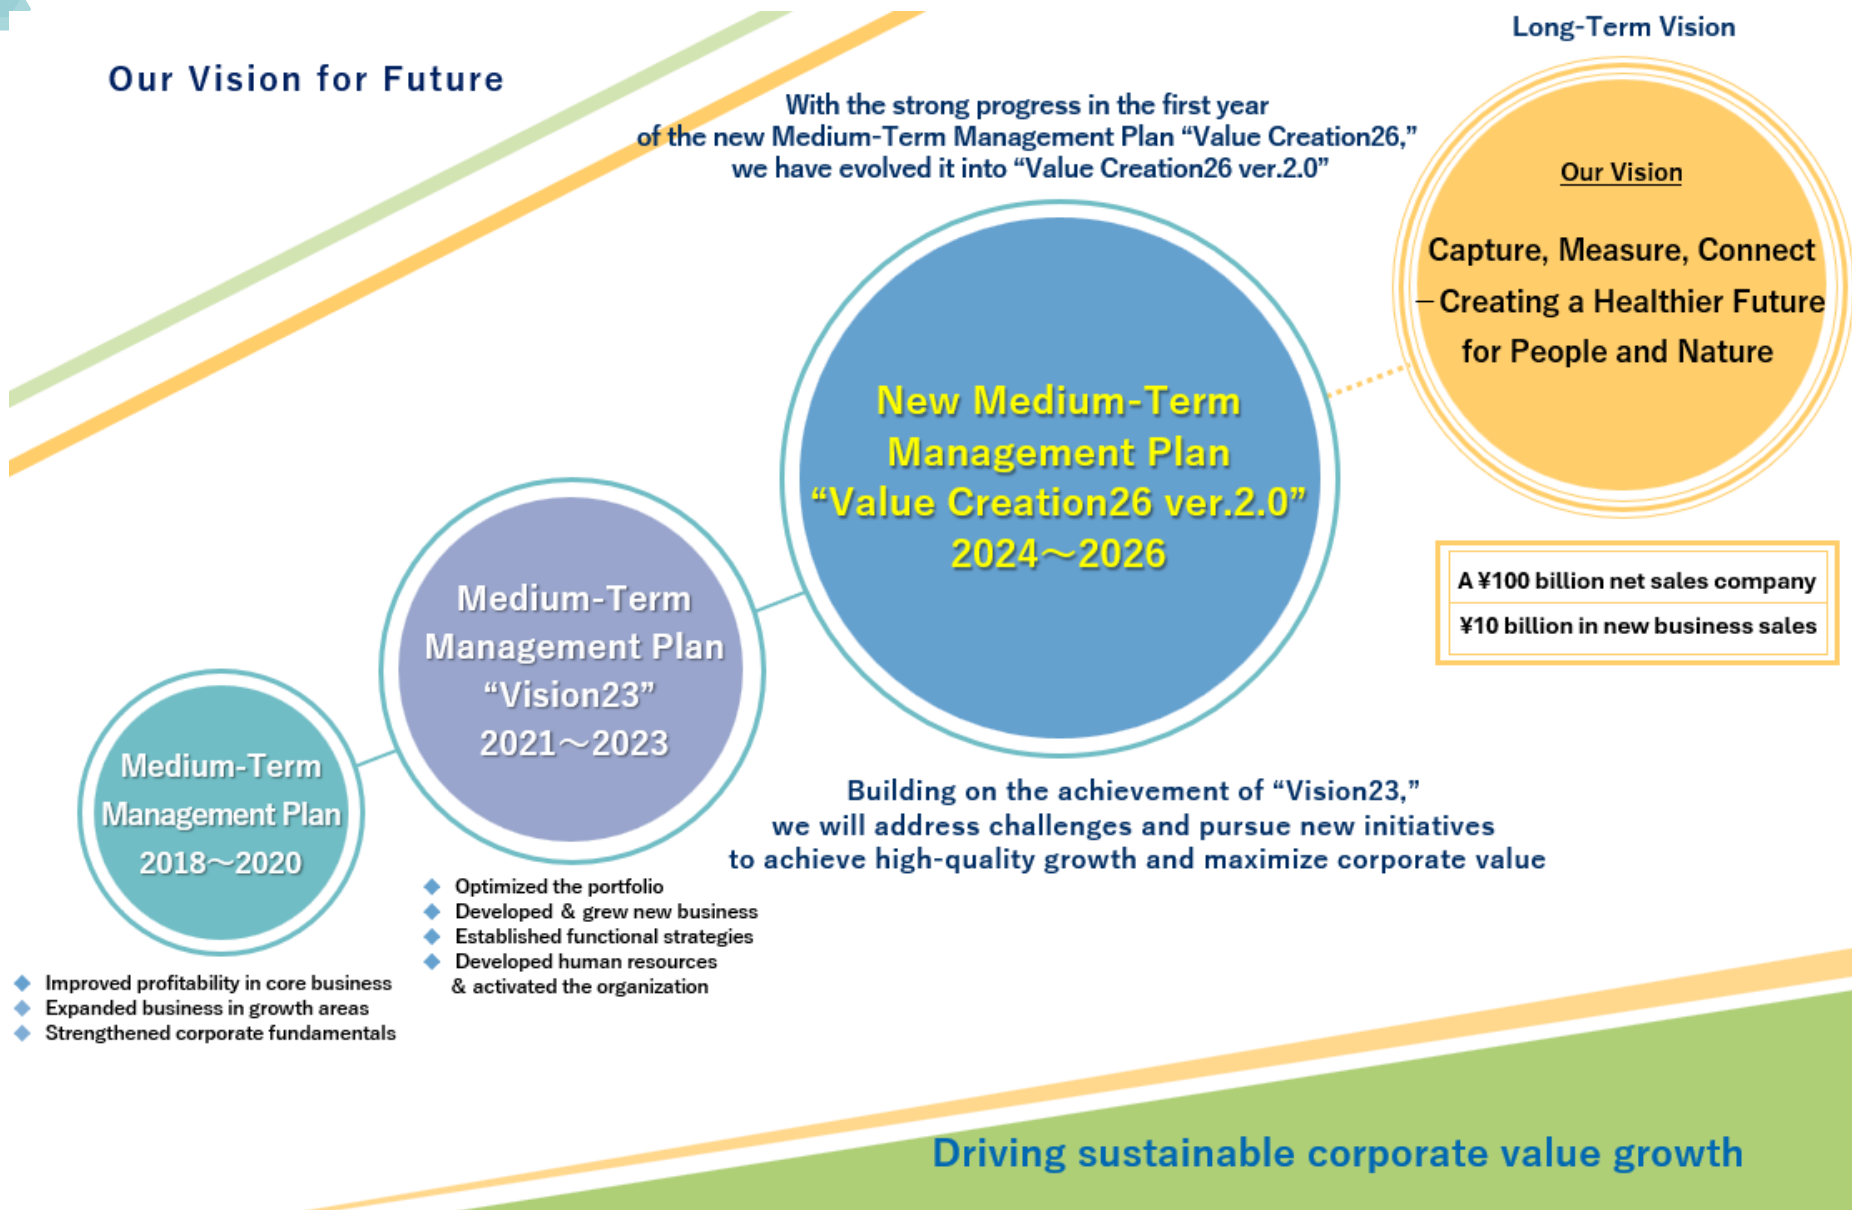 Our Vision for Future
Long-Term Vision
With the strong progress in the first year
of the new Medium-Term Management Plan “Value Creation26,”
we have evolved it into “Value Creation26 ver.2.0”
Our Vision
Capture, Measure, Connect
—Creating a Healthier Future
for People and Nature
A ¥100 billion net sales company
¥10 billion in new business sales
New Medium-Term
Management Plan
“Value Creation26 ver.2.0”
2024～2026
Building on the achievement of “Vision23,”
we will address challenges and pursue new initiatives
to achieve high-quality growth and maximize corporate value
Medium-Term
Management Plan
“Vision23”
2021～2023
◆ Optimized the portfolio
◆ Developed & grew new business
◆ Established functional strategies
◆ Developed human resources
& activated the organization
Medium-Term
Management Plan
2018～2020
◆ Improved profitability in core business
◆ Expanded business in growth areas
◆ Strengthened corporate fundamentals
Driving sustainable corporate value growth